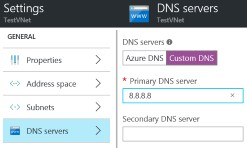 Settings
TestVNet
GENERAL
Properties
Address space
Subnets
DNS servers
WWW
DNS servers
TestVNet
DNS servers
Azure DNS Custom DNS
* Primary DNS server
8.8.8.8
Secondary DNS server